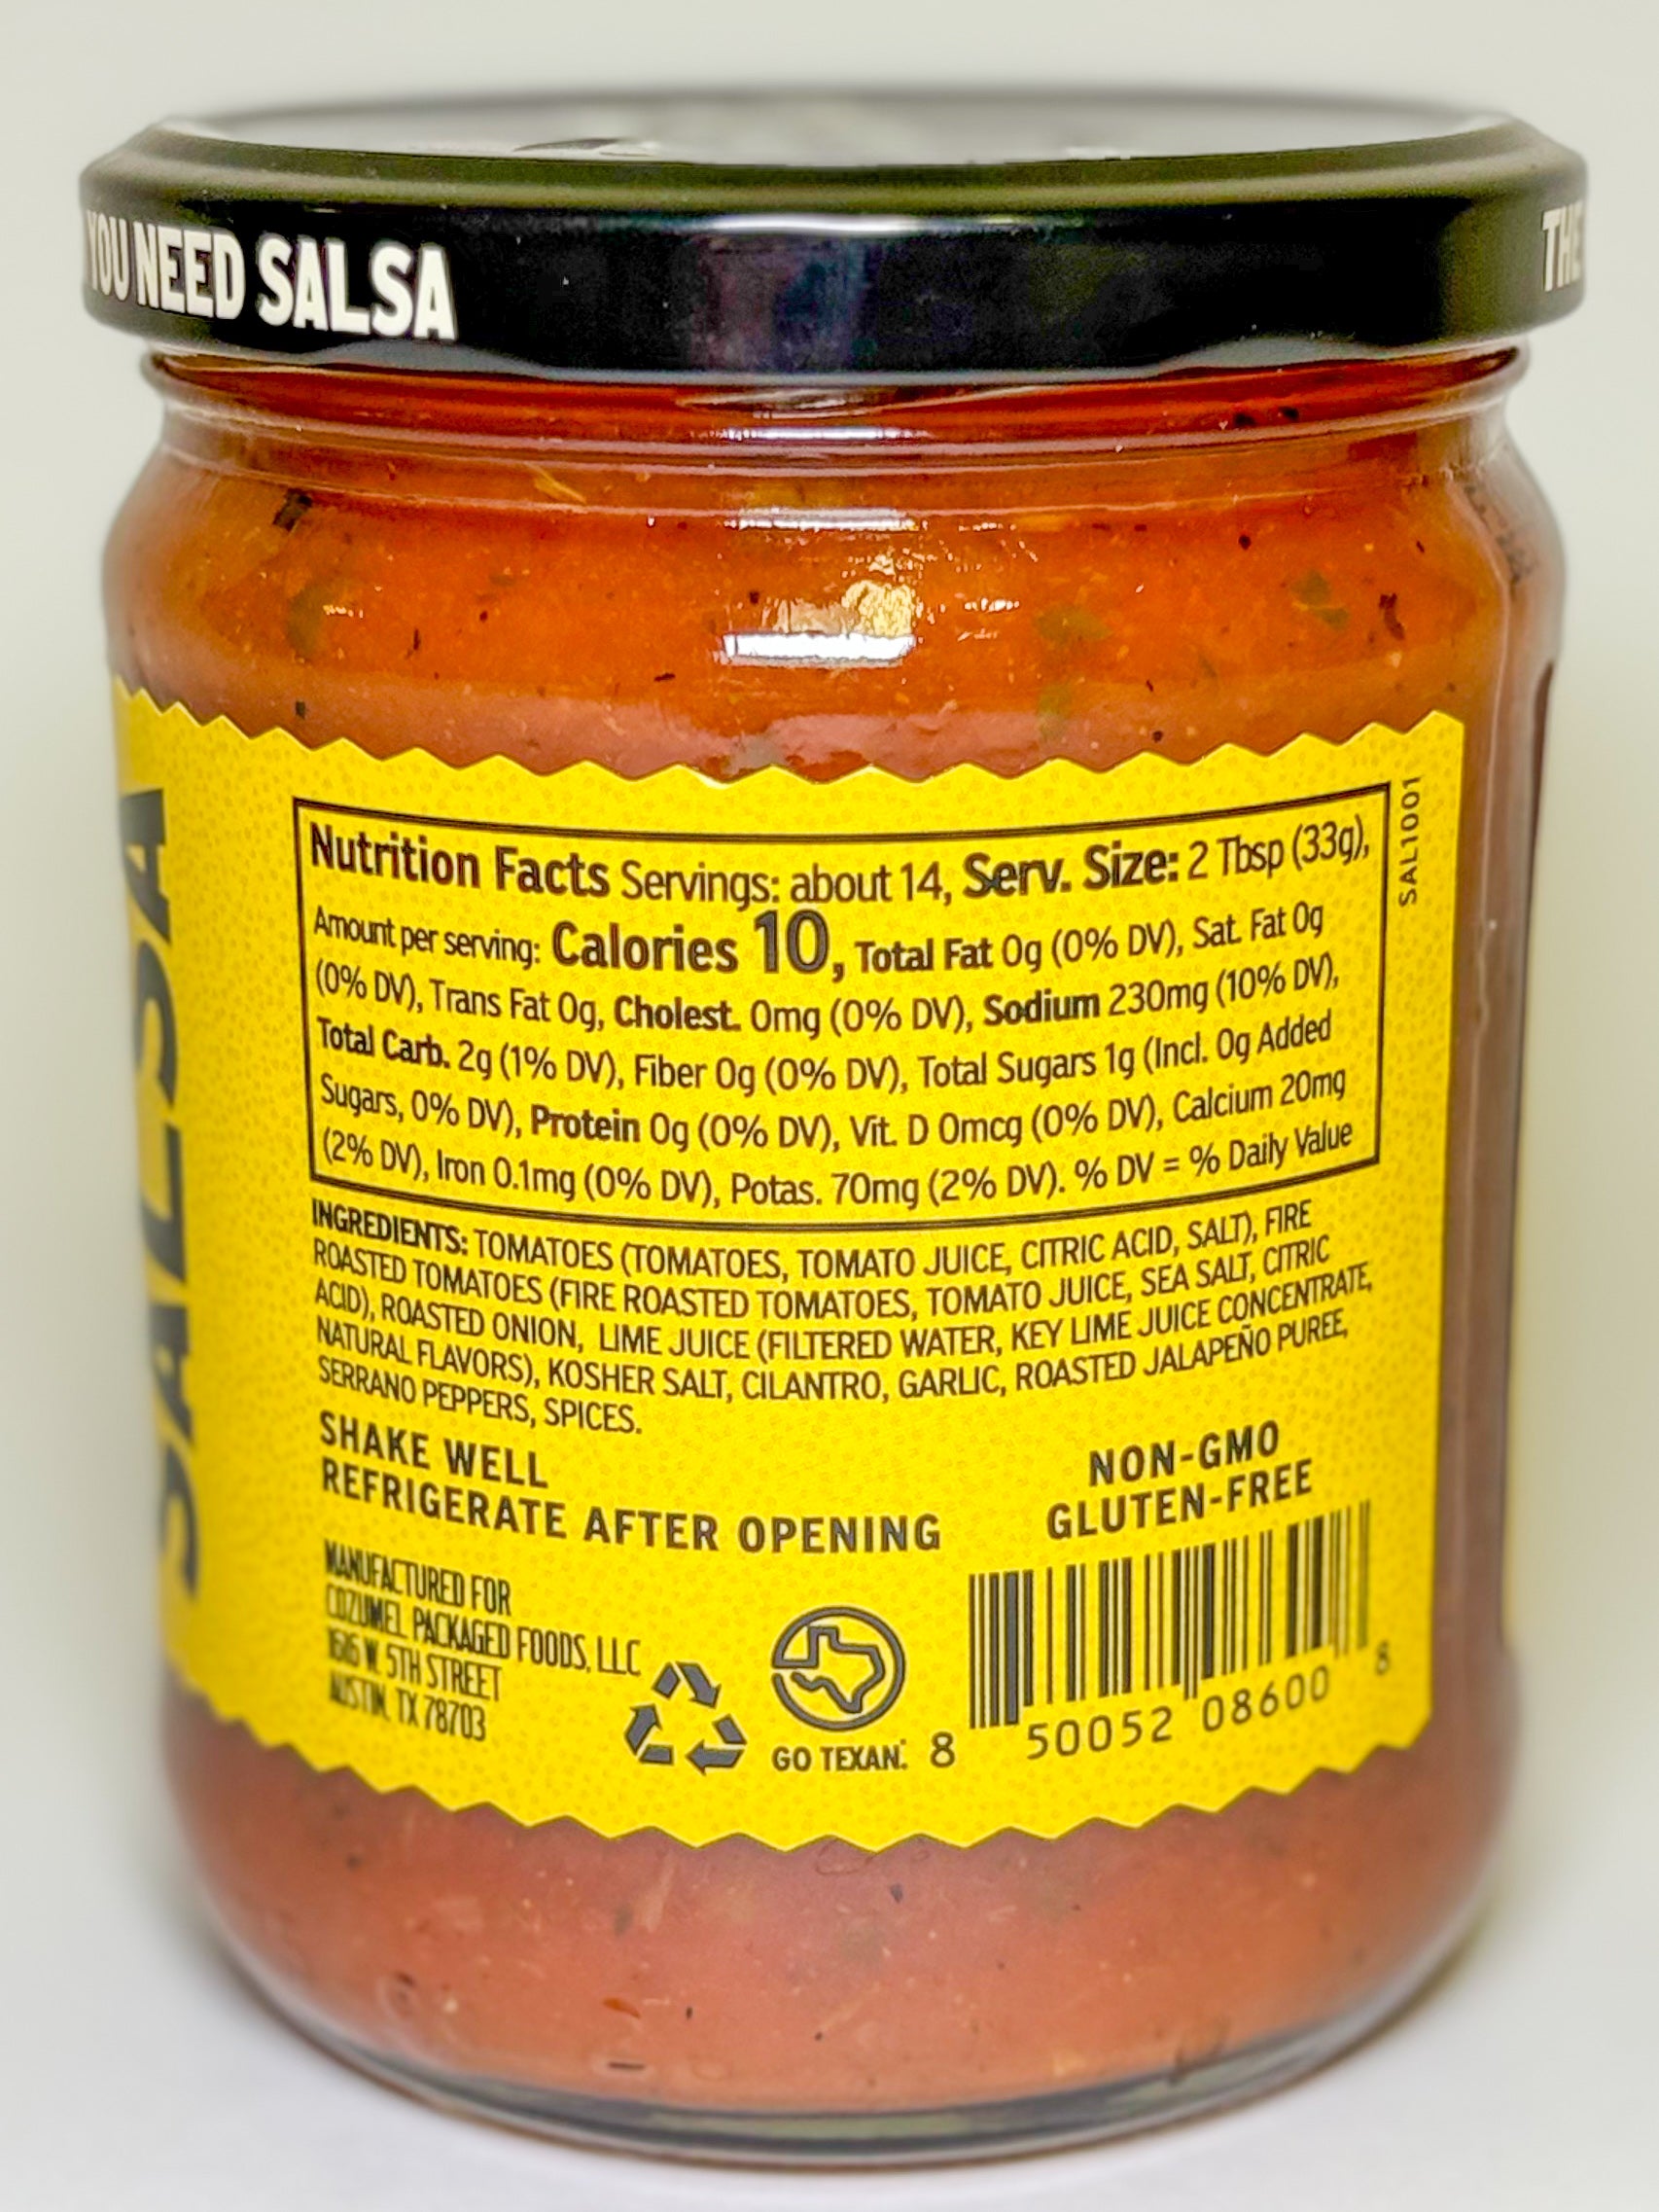 YOU NEED SALSA
THE
SALSA
SAL1001
Nutrition Facts Servings: about 14, Serv. Size: 2 Tbsp (33g),
Amount per serving: Calories 10, Total Fat 0g (0% DV), Sat. Fat 0g
(0% DV), Trans Fat 0g, Cholest. 0mg (0% DV), Sodium 230mg (10% DV),
Total Carb. 2g (1% DV), Fiber 0g (0% DV), Total Sugars 1g (Incl. 0g Added
Sugars, 0% DV), Protein 0g (0% DV), Vit. D 0mcg (0% DV), Calcium 20mg
(2% DV), Iron 0.1mg (0% DV), Potas. 70mg (2% DV). % DV = % Daily Value
INGREDIENTS: TOMATOES (TOMATOES, TOMATO JUICE, CITRIC ACID, SALT), FIRE
ROASTED TOMATOES (FIRE ROASTED TOMATOES, TOMATO JUICE, SEA SALT, CITRIC
ACID), ROASTED ONION, LIME JUICE (FILTERED WATER, KEY LIME JUICE CONCENTRATE,
NATURAL FLAVORS), KOSHER SALT, CILANTRO, GARLIC, ROASTED JALAPEÑO PUREE,
SERRANO PEPPERS, SPICES.
SHAKE WELL
REFRIGERATE AFTER OPENING
NON-GMO
GLUTEN-FREE
MANUFACTURED FOR
COZUMEL PACKAGED FOODS, LLC
W. 5TH STREET
AUSTIN, TX 78703
GO TEXAN.
8 50052 08600 8